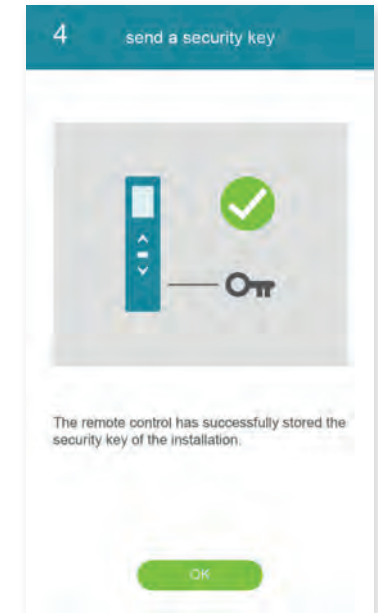 4 send a security key
The remote control has successfully stored the
security key of the installation.
OK